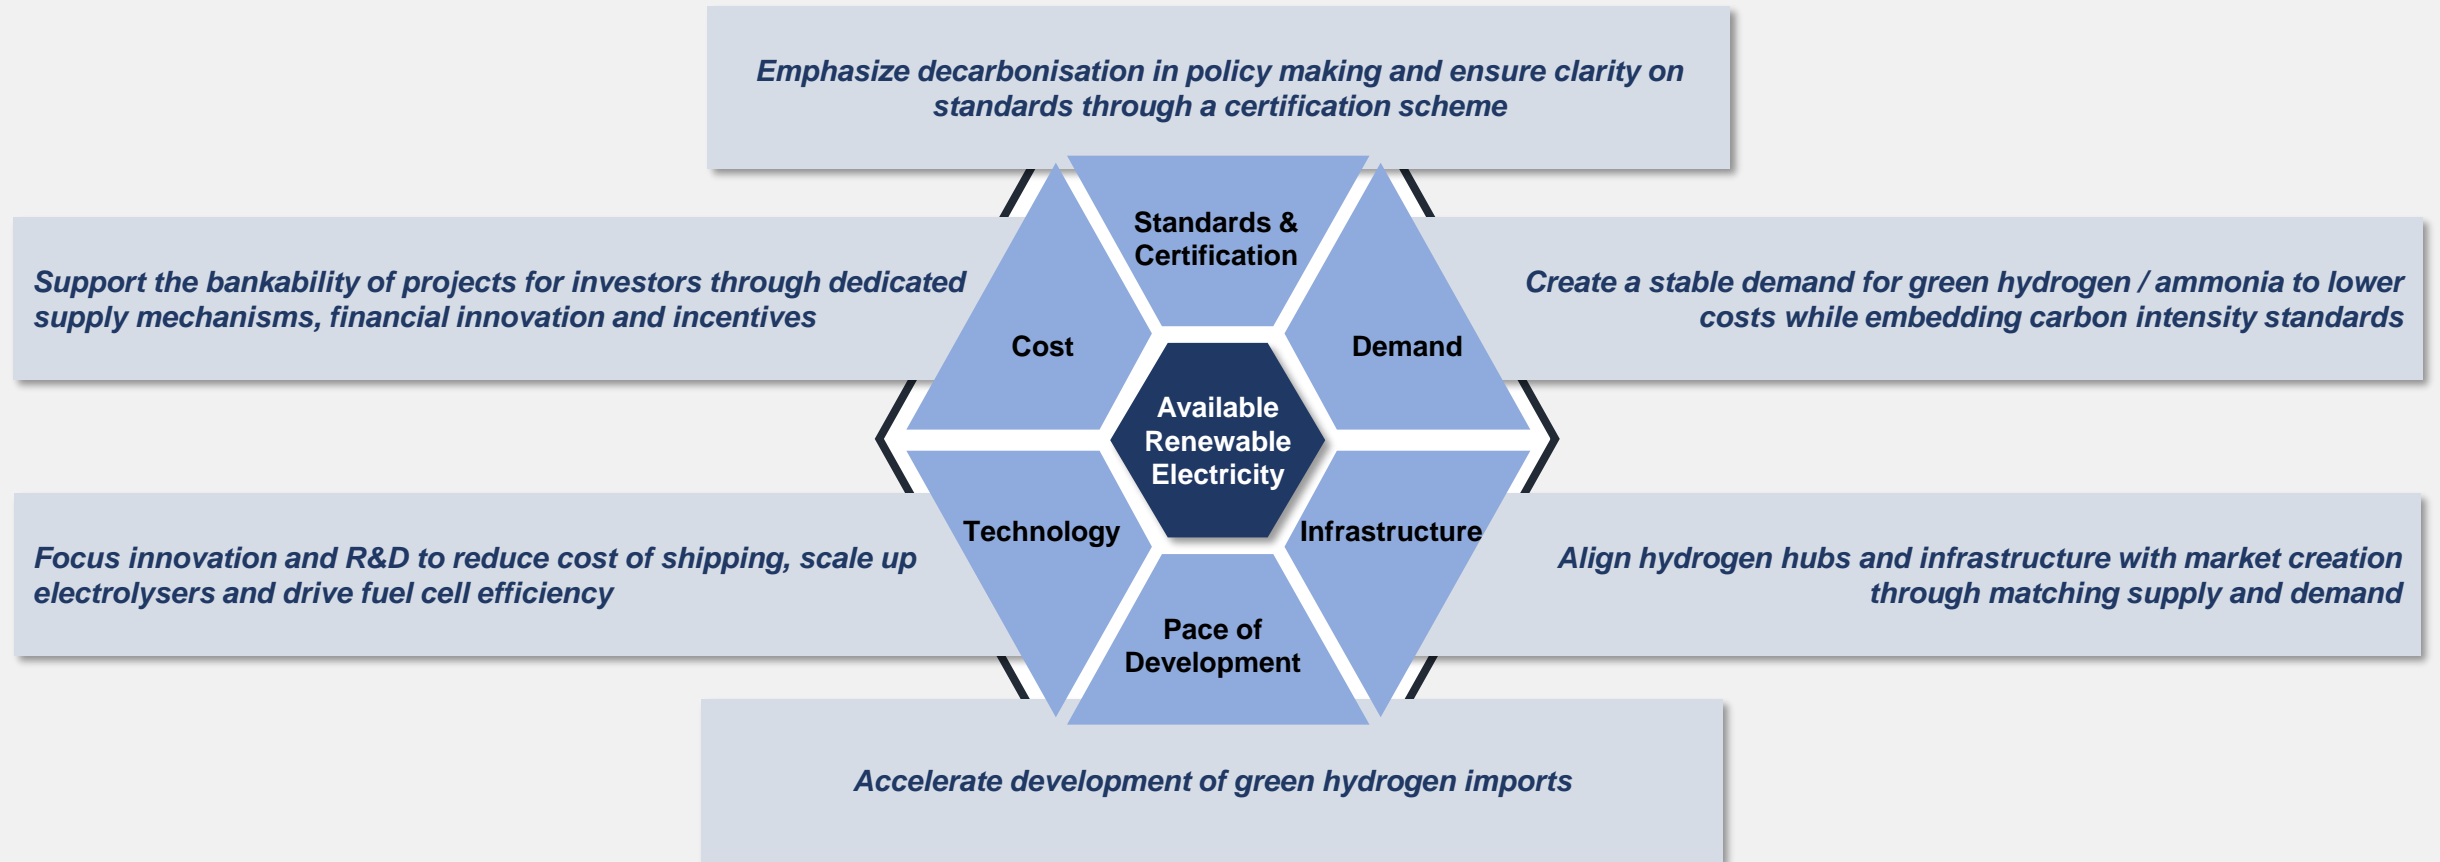 Emphasize decarbonisation in policy making and ensure clarity on
standards through a certification scheme
Standards &
Certification
Support the bankability of projects for investors through dedicated
supply mechanisms, financial innovation and incentives
Cost
Create a stable demand for green hydrogen / ammonia to lower
costs while embedding carbon intensity standards
Demand
Available
Renewable
Electricity
Focus innovation and R&D to reduce cost of shipping, scale up
electrolysers and drive fuel cell efficiency
Technology
Infrastructure
Align hydrogen hubs and infrastructure with market creation
through matching supply and demand
Pace of
Development
Accelerate development of green hydrogen imports